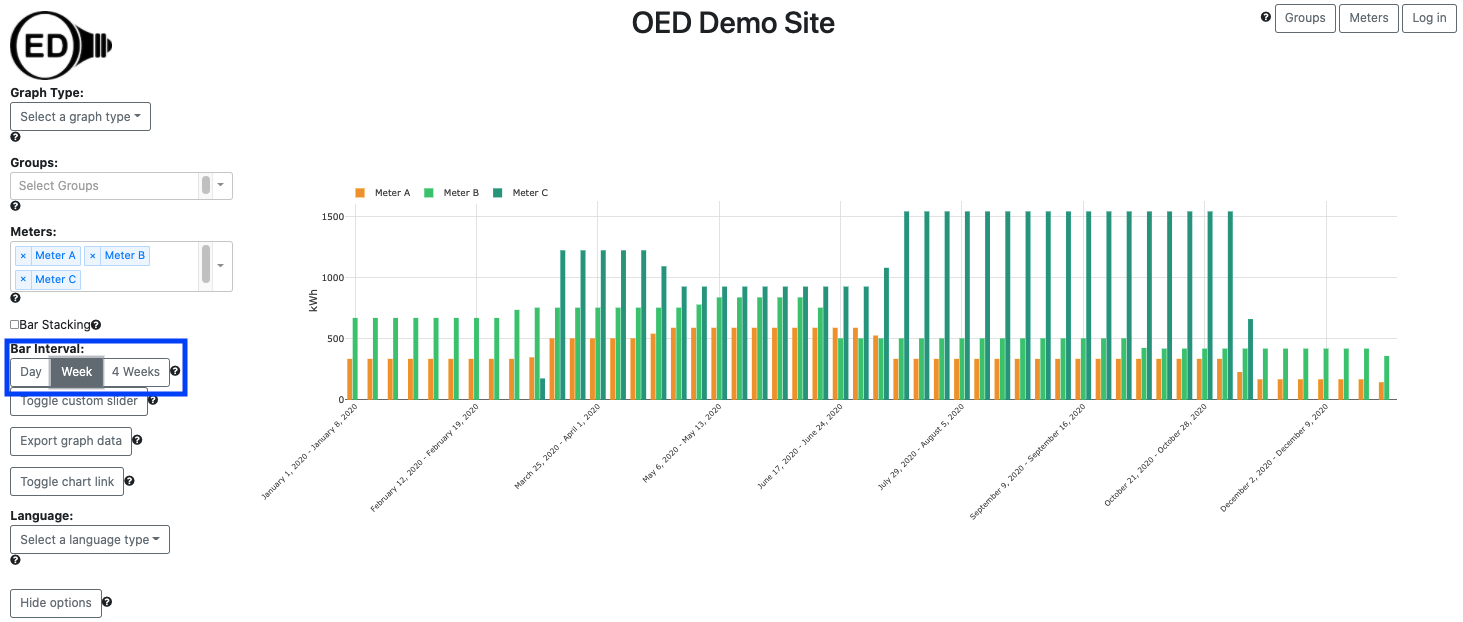 OED Demo Site
Groups
Meters
Log in
ED
Graph Type:
Select a graph type
Groups:
Select Groups
Meters:
× Meter A × Meter B
× Meter C
Bar Stacking
Bar Interval:
Day Week 4 Weeks
Toggle custom slider
Export graph data
Toggle chart link
Language:
Select a language type
Hide options
Meter A Meter B Meter C
kWh
1500
1000
500
0
January 1, 2020 - January 8, 2020
February 12, 2020 - February 19, 2020
March 25, 2020 - April 1, 2020
May 6, 2020 - May 13, 2020
June 17, 2020 - June 24, 2020
July 29, 2020 - August 5, 2020
September 9, 2020 - September 16, 2020
October 21, 2020 - October 28, 2020
December 2, 2020 - December 9, 2020